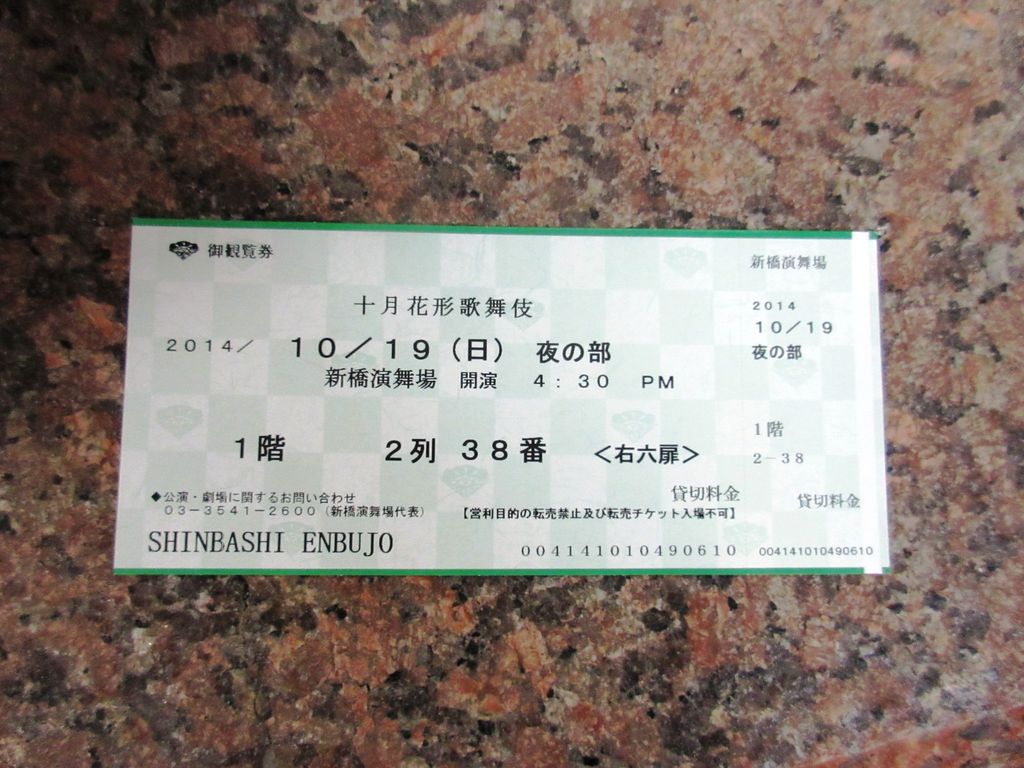 御観覧券
十月花形歌舞伎
2014／ 10／19（日） 夜の部
新橋演舞場 開演 4：30 PM
1階 2列 38番 ＜右六扉＞
貸切料金
◆公演・劇場に関するお問い合わせ
03－3541－2600（新橋演舞場代表）
【営利目的の転売禁止及び転売チケット入場不可】
SHINBASHI ENBUJO
004141010490610
新橋演舞場
2014
10／19
夜の部
1階
2－38
貸切料金
004141010490610